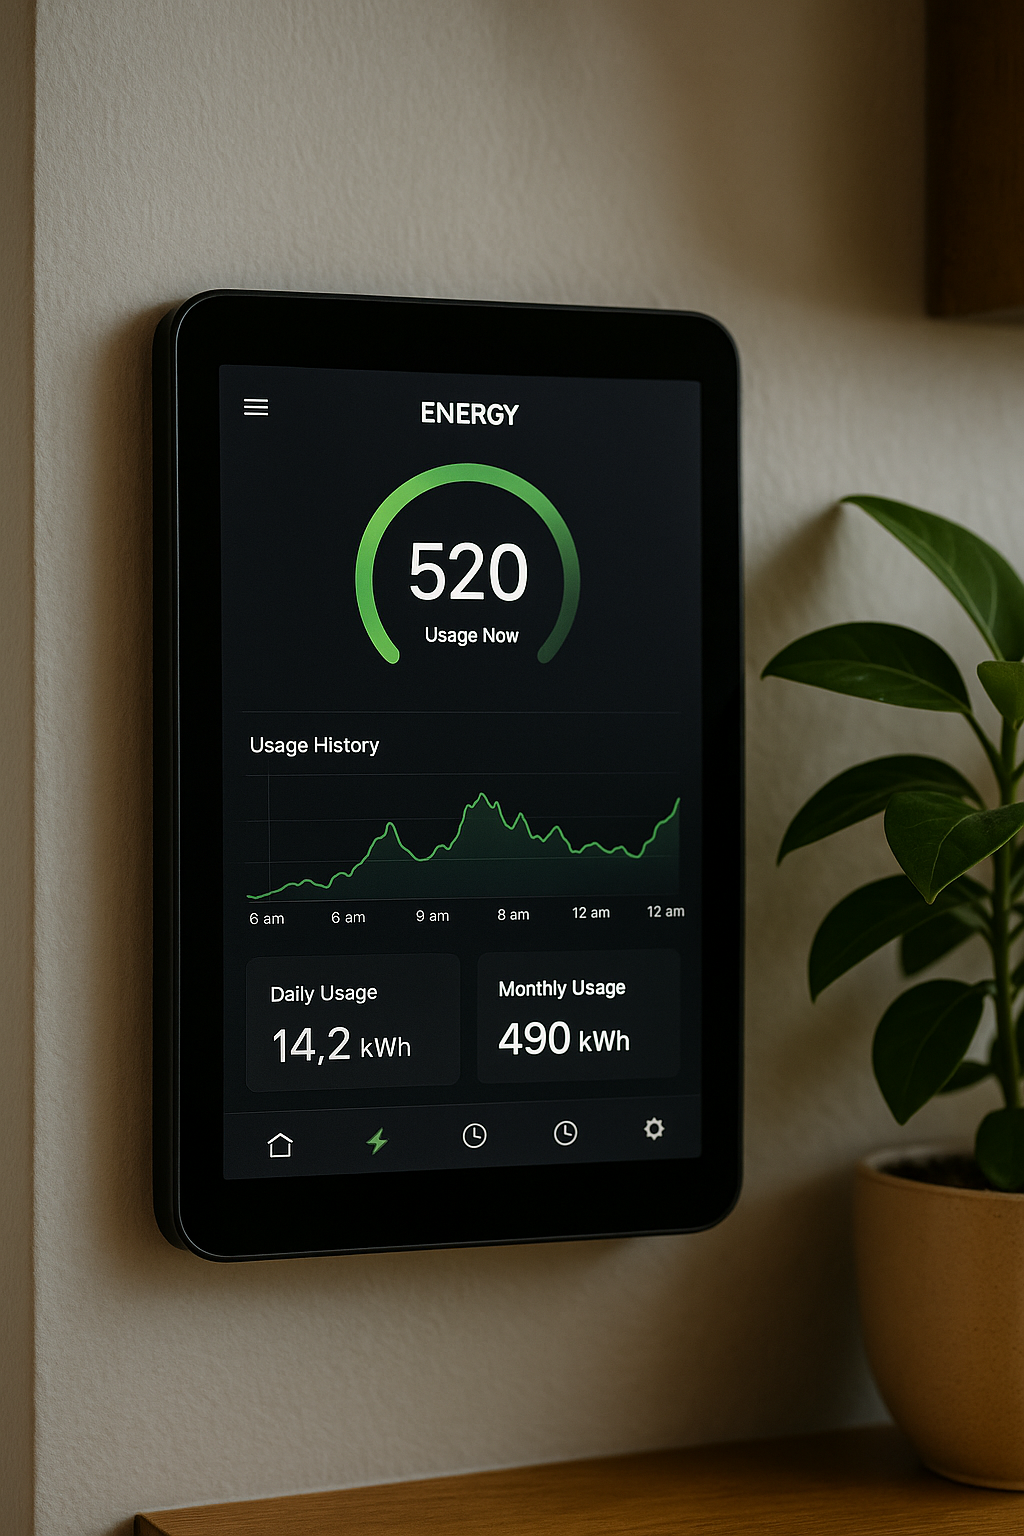 ENERGY
520
Usage Now
Usage History
6 am 6 am 9 am 8 am 12 am 12 am
Daily Usage Monthly Usage
14,2 kWh 490 kWh